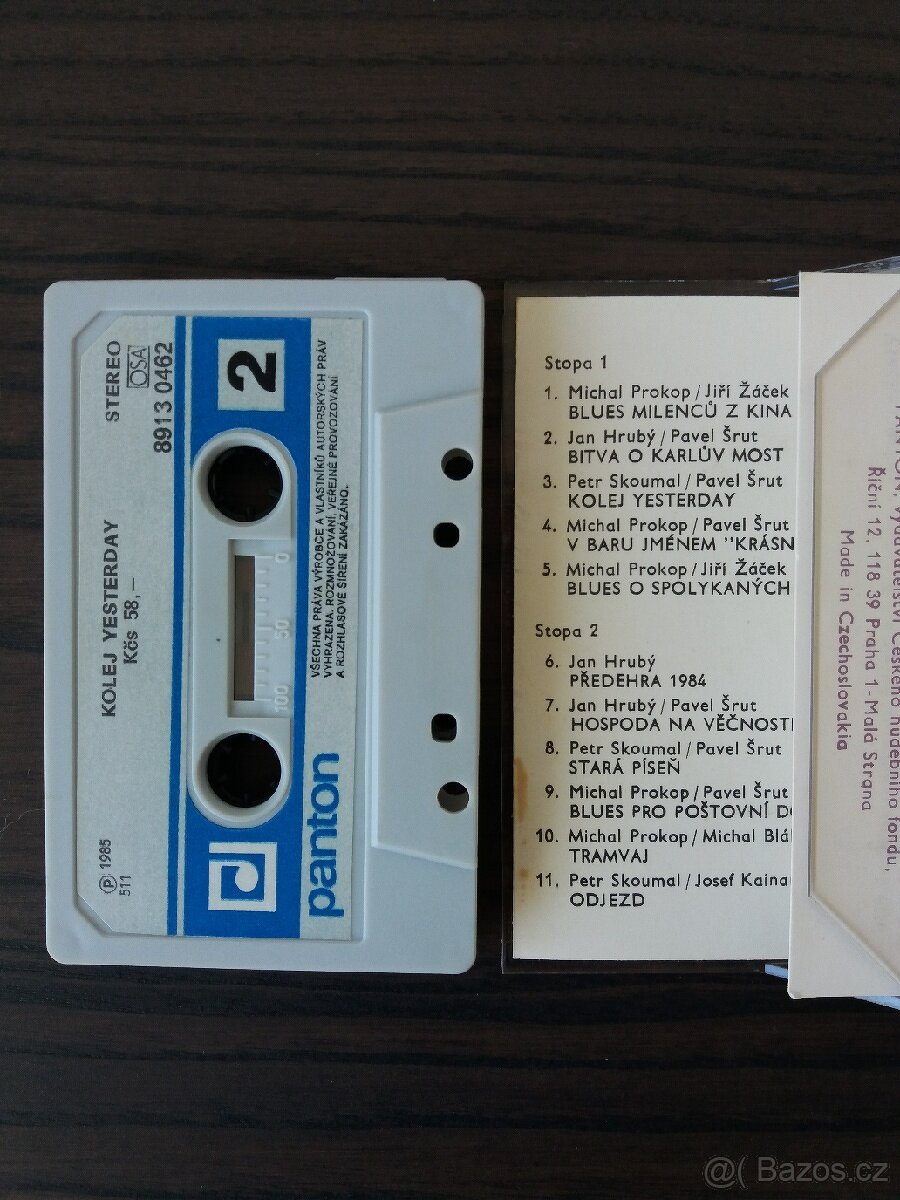 STEREO
OSA
8913 0462
KOLEJ YESTERDAY
Kčs 58,—
Ⓟ 1985
511
2
0
50
100
VŠECHNA PRÁVA VÝROBCE A VLASTNÍKŮ AUTORSKÝCH PRÁV
VYHRAZENA. ROZMNOŽOVÁNÍ, VEŘEJNÉ PROVOZOVÁNÍ
A ROZHLASOVÉ ŠÍŘENÍ ZAKÁZÁNO.
panton
Stopa 1
1. Michal Prokop/Jiří Žáček
BLUES MILENCŮ Z KINA
2. Jan Hrubý/Pavel Šrut
BITVA O KARLŮV MOST
3. Petr Skoumal/Pavel Šrut
KOLEJ YESTERDAY
4. Michal Prokop/Pavel Šrut
V BARU JMÉNEM "KRÁSN
5. Michal Prokop/Jiří Žáček
BLUES O SPOLYKANÝCH
Stopa 2
6. Jan Hrubý
PŘEDEHRA 1984
7. Jan Hrubý/Pavel Šrut
HOSPODA NA VĚČNOSTI
8. Petr Skoumal/Pavel Šrut
STARÁ PÍSEŇ
9. Michal Prokop/Pavel Šrut
BLUES PRO POŠTOVNÍ
10. Michal Prokop/Michal
TRAMVAJ
11. Petr Skoumal/Josef Kaina
ODJEZD
PANTON, vydavatelství Českého hudebního fondu,
Říční 12, 118 39 Praha 1 - Malá Strana
Made in Czechoslovakia
@( Bazos.cz